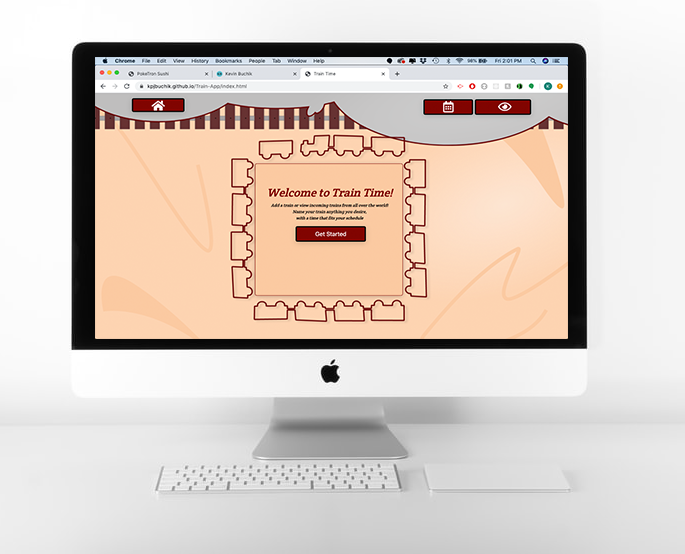 Chrome File Edit View History Bookmarks People Tab Window Help 98% Fri 2:01 PM
PokeTron Sushi Kevin Buchik Train Time
kpjbuchik.github.io/Train-App/index.html
Welcome to Train Time!
Add a train or view incoming trains from all over the world!
Name your train anything you desire,
with a time that fits your schedule
Get Started